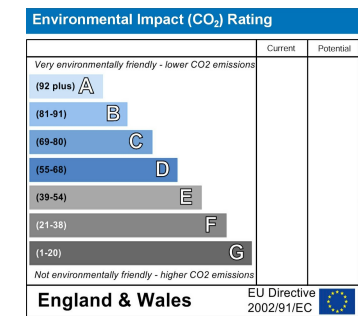 Environmental Impact (CO₂) Rating
Current Potential
Very environmentally friendly - lower CO2 emissions
(92 plus) A
(81-91) B
(69-80) C
(55-68) D
(39-54) E
(21-38) F
(1-20) G
Not environmentally friendly - higher CO2 emissions
England & Wales
EU Directive
2002/91/EC